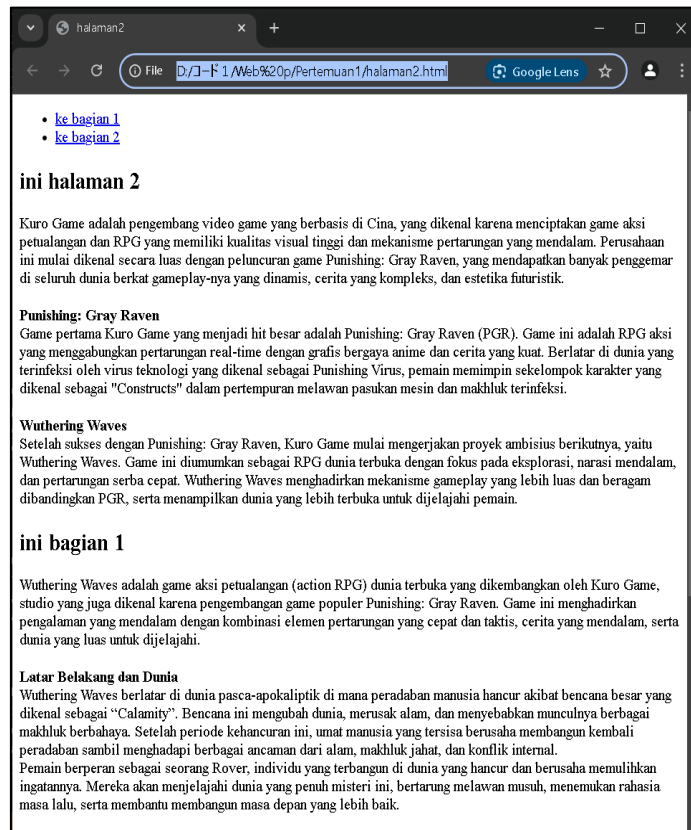 halaman2
File D:/コード1/Web%20p/Pertemuan1/halaman2.html Google Lens
ke bagian 1
ke bagian 2
ini halaman 2
Kuro Game adalah pengembang video game yang berbasis di Cina, yang dikenal karena menciptakan game aksi
petualangan dan RPG yang memiliki kualitas visual tinggi dan mekanisme pertarungan yang mendalam. Perusahaan
ini mulai dikenal secara luas dengan peluncuran game Punishing: Gray Raven, yang mendapatkan banyak penggemar
di seluruh dunia berkat gameplay-nya yang dinamis, cerita yang kompleks, dan estetika futuristik.
Punishing: Gray Raven
Game pertama Kuro Game yang menjadi hit besar adalah Punishing: Gray Raven (PGR). Game ini adalah RPG aksi
yang menggabungkan pertarungan real-time dengan grafis bergaya anime dan cerita yang kuat. Berlatar di dunia yang
terinfeksi oleh virus teknologi yang dikenal sebagai Punishing Virus, pemain memimpin sekelompok karakter yang
dikenal sebagai "Constructs" dalam pertempuran melawan pasukan mesin dan makhluk terinfeksi.
Wuthering Waves
Setelah sukses dengan Punishing: Gray Raven, Kuro Game mulai mengerjakan proyek ambisius berikutnya, yaitu
Wuthering Waves. Game ini diumumkan sebagai RPG dunia terbuka dengan fokus pada eksplorasi, narasi mendalam,
dan pertarungan serba cepat. Wuthering Waves menghadirkan mekanisme gameplay yang lebih luas dan beragam
dibandingkan PGR, serta menampilkan dunia yang lebih terbuka untuk dijelajahi pemain.
ini bagian 1
Wuthering Waves adalah game aksi petualangan (action RPG) dunia terbuka yang dikembangkan oleh Kuro Game,
studio yang juga dikenal karena pengembangan game populer Punishing: Gray Raven. Game ini menghadirkan
pengalaman yang mendalam dengan kombinasi elemen pertarungan yang cepat dan taktis, cerita yang mendalam, serta
dunia yang luas untuk dijelajahi.
Latar Belakang dan Dunia
Wuthering Waves berlatar di dunia pasca-apokaliptik di mana peradaban manusia hancur akibat bencana besar yang
dikenal sebagai “Calamity”. Bencana ini mengubah dunia, merusak alam, dan menyebabkan munculnya berbagai
makhluk berbahaya. Setelah periode kehancuran ini, umat manusia yang tersisa berusaha membangun kembali
peradaban sambil menghadapi berbagai ancaman dari alam, makhluk jahat, dan konflik internal.
Pemain berperan sebagai seorang Rover, individu yang terbangun di dunia yang hancur dan berusaha memulihkan
ingatannya. Mereka akan menjelajahi dunia yang penuh misteri ini, bertarung melawan musuh, menemukan rahasia
masa lalu, serta membantu membangun masa depan yang lebih baik.